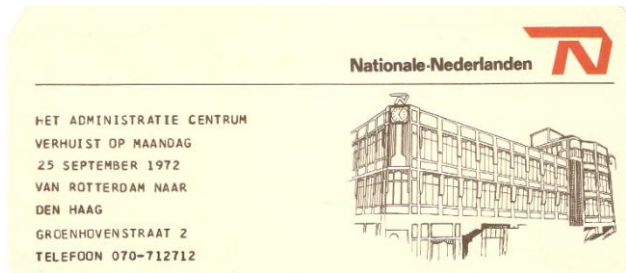 Nationale-Nederlanden
HET ADMINISTRATIE CENTRUM
VERHUIST OP MAANDAG
25 SEPTEMBER 1972
VAN ROTTERDAM NAAR
DEN HAAG
GROENHOVENSTRAAT 2
TELEFOON 070-712712